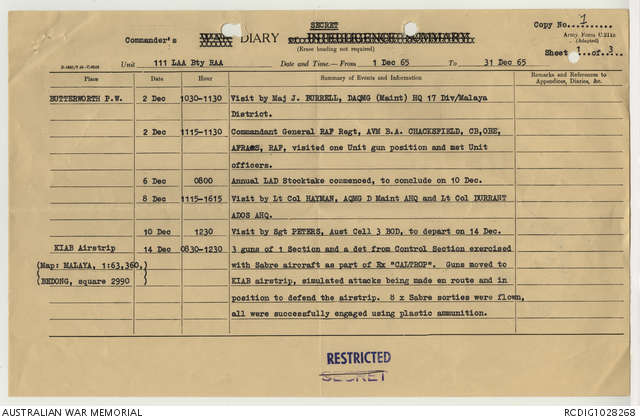 SECRET
Copy No. 7
Commander's WAR DIARY of INTELLIGENCE SUMMARY.
(Erase heading not required)
Army Form C.2118
(Adapted)
Sheet 1 of 3
Unit 111 LAA Bty RAA Date and Time—From 1 Dec 65 To 31 Dec 65
Place Date Hour Summary of Events and Information Remarks and References to Appendices, Diaries, &c.
BUTTERWORTH P.W. 2 Dec 1030-1130 Visit by Maj J. BURRELL, DAQMG (Maint) HQ 17 Div/Malaya
District.
2 Dec 1115-1130 Commandant General RAF Regt, AVM B.A. CHACKSFIELD, CB,OBE,
AFRAeS, RAF, visited one Unit gun position and met Unit
officers.
6 Dec 0800 Annual LAD Stocktake commenced, to conclude on 10 Dec.
8 Dec 1115-1615 Visit by Lt Col HAYMAN, AQMG D Maint AHQ and Lt Col DURRANT
ADOS AHQ.
10 Dec 1230 Visit by Sgt PETERS, Aust Cell 3 BOD, to depart on 14 Dec.
KIAB Airstrip 14 Dec 0830-1230 3 guns of 1 Section and a det from Control Section exercised
(Map: MALAYA, 1:63,360,) with Sabre aircraft as part of Ex "CALTROP". Guns moved to
(BEDONG, square 2990 ) KIAB airstrip, simulated attacks being made en route and in
position to defend the airstrip. 8 x Sabre sorties were flown,
all were successfully engaged using plastic ammunition.
RESTRICTED
SECRET
AUSTRALIAN WAR MEMORIAL RCDIG1028268